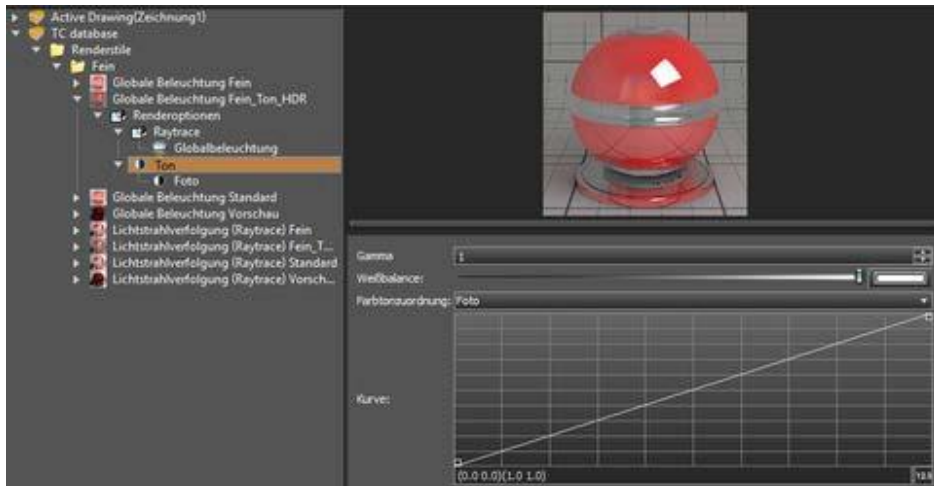 Active Drawing(Zeichnung1)
TC database
Renderstile
Fein
Globale Beleuchtung Fein
Globale Beleuchtung Fein_Ton_HDR
Renderoptionen
Raytrace
Globalbeleuchtung
Ton
Foto
Globale Beleuchtung Standard
Globale Beleuchtung Vorschau
Lichtstrahlverfolgung (Raytrace) Fein
Lichtstrahlverfolgung (Raytrace) Fein_T...
Lichtstrahlverfolgung (Raytrace) Standard
Lichtstrahlverfolgung (Raytrace) Vorsch...
Gamma 1
Weißbalance:
Farbtonzuordnung: Foto
Kurve:
(0.0 0.0)(1.0 1.0)